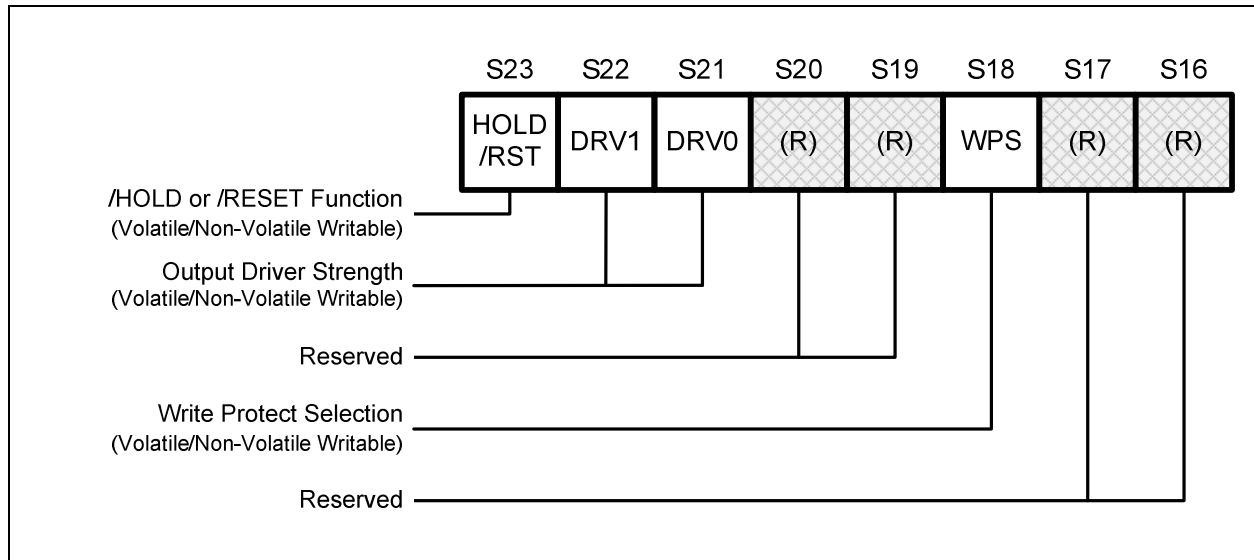 S23 S22 S21 S20 S19 S18 S17 S16
HOLD
/RST DRV1 DRV0 (R) (R) WPS (R) (R)
/HOLD or /RESET Function
(Volatile/Non-Volatile Writable)
Output Driver Strength
(Volatile/Non-Volatile Writable)
Reserved
Write Protect Selection
(Volatile/Non-Volatile Writable)
Reserved